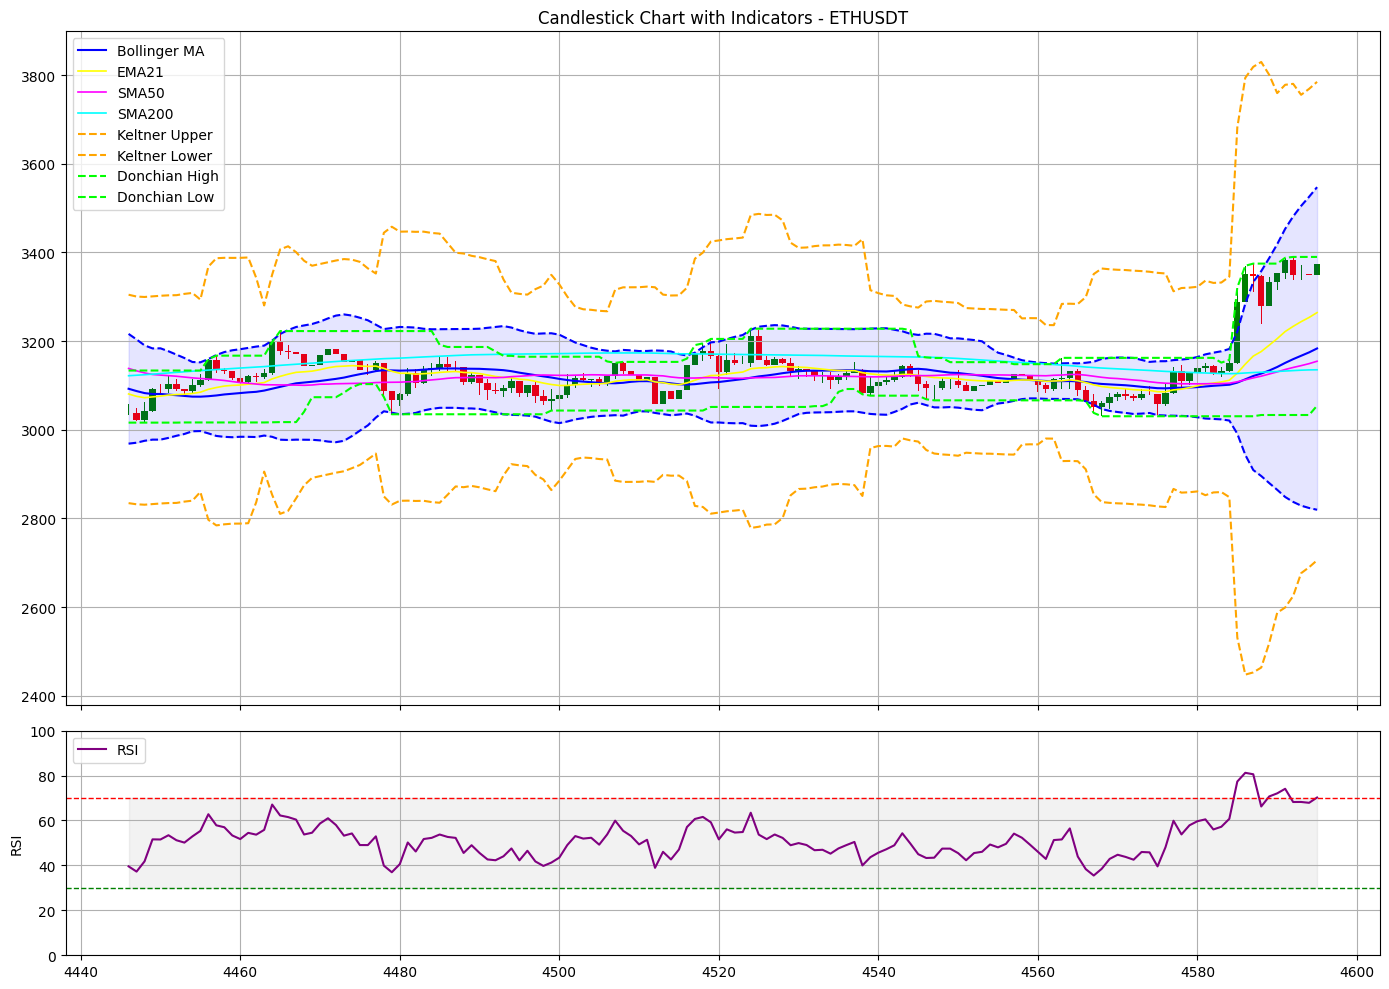 Candlestick Chart with Indicators - ETHUSDT
Bollinger MA
EMA21
SMA50
SMA200
Keltner Upper
Keltner Lower
Donchian High
Donchian Low
3800
3600
3400
3200
3000
2800
2600
2400
RSI
100
80
60
40
20
0
RSI
4440 4460 4480 4500 4520 4540 4560 4580 4600